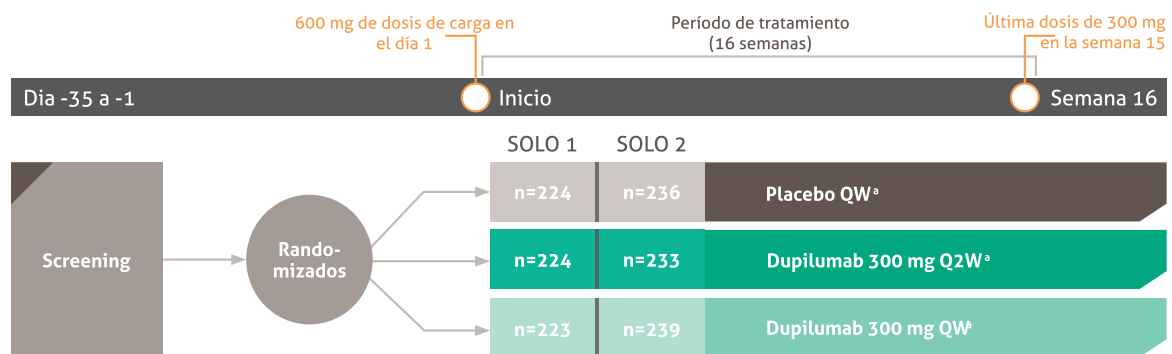 600 mg de dosis de carga en
el día 1
Período de tratamiento
(16 semanas)
Última dosis de 300 mg
en la semana 15
Dia -35 a -1
Inicio
Semana 16
SOLO 1
SOLO 2
Screening
Rando-
mizados
n=224
n=236
Placebo QWª
n=224
n=233
Dupilumab 300 mg Q2Wª
n=223
n=239
Dupilumab 300 mg QWª